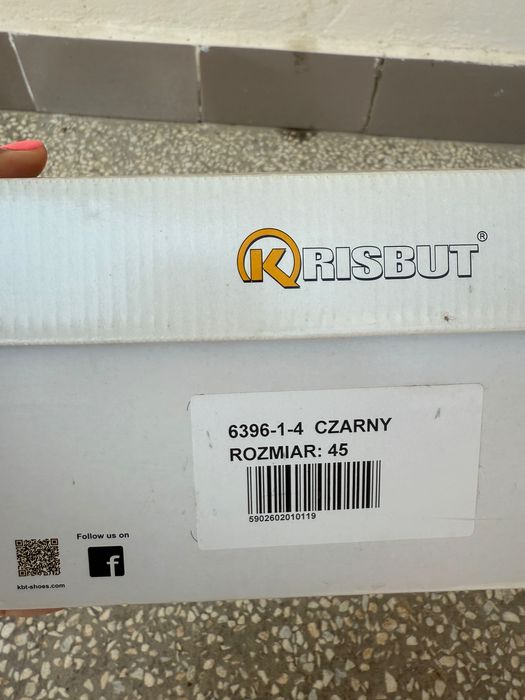 KRISBUT®
6396-1-4 CZARNY
ROZMIAR: 45
5902602010119
Follow us on
f
kbt-shoes.com